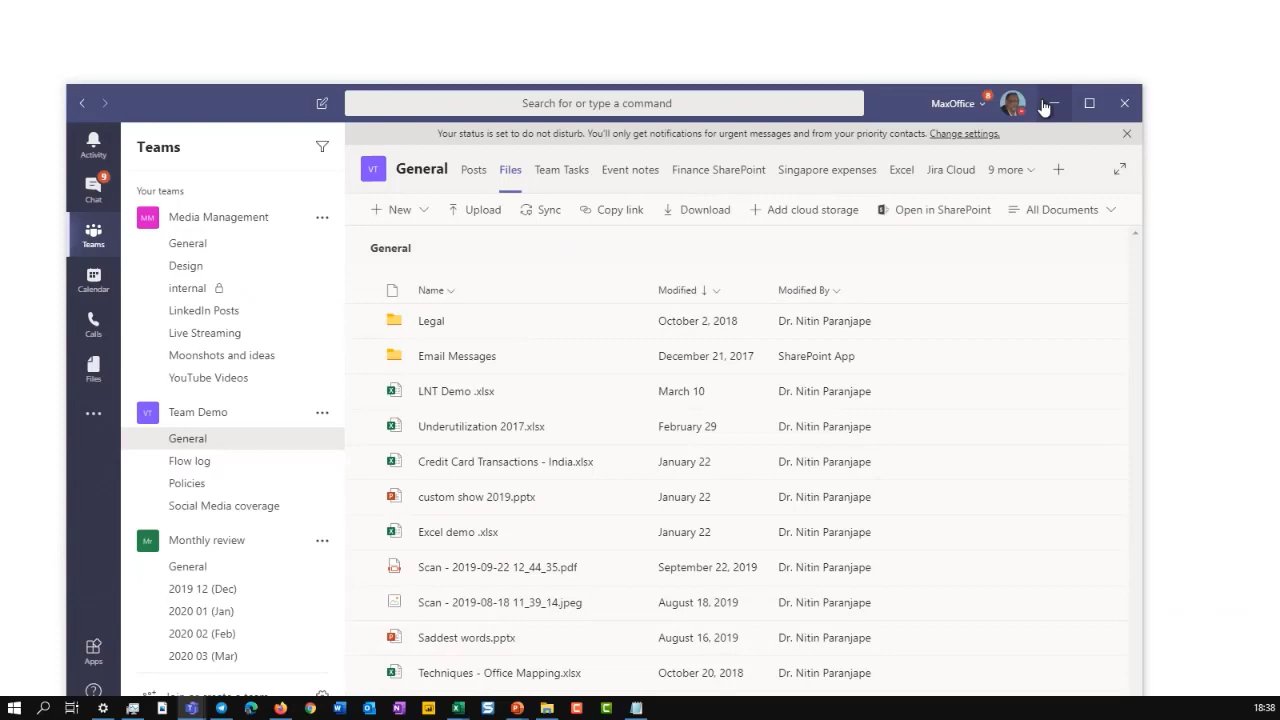 Search for or type a command
MaxOffice
8
Your status is set to do not disturb. You'll only get notifications for urgent messages and from your priority contacts. Change settings.
Activity
9
Chat
Teams
Calendar
Calls
Files
Apps
Teams
Your teams
MM Media Management
General
Design
internal
LinkedIn Posts
Live Streaming
Moonshots and ideas
YouTube Videos
VT Team Demo
General
Flow log
Policies
Social Media coverage
Mr Monthly review
General
2019 12 (Dec)
2020 01 (Jan)
2020 02 (Feb)
2020 03 (Mar)
Join or create a team
VT General Posts Files Team Tasks Event notes Finance SharePoint Singapore expenses Excel Jira Cloud 9 more
New Upload Sync Copy link Download Add cloud storage Open in SharePoint All Documents
General
Name Modified Modified By
Legal October 2, 2018 Dr. Nitin Paranjape
Email Messages December 21, 2017 SharePoint App
LNT Demo .xlsx March 10 Dr. Nitin Paranjape
Underutilization 2017.xlsx February 29 Dr. Nitin Paranjape
Credit Card Transactions - India.xlsx January 22 Dr. Nitin Paranjape
custom show 2019.pptx January 22 Dr. Nitin Paranjape
Excel demo .xlsx January 22 Dr. Nitin Paranjape
Scan - 2019-09-22 12_44_35.pdf September 22, 2019 Dr. Nitin Paranjape
Scan - 2019-08-18 11_39_14.jpeg August 18, 2019 Dr. Nitin Paranjape
Saddest words.pptx August 16, 2019 Dr. Nitin Paranjape
Techniques - Office Mapping.xlsx October 20, 2018 Dr. Nitin Paranjape
18:38